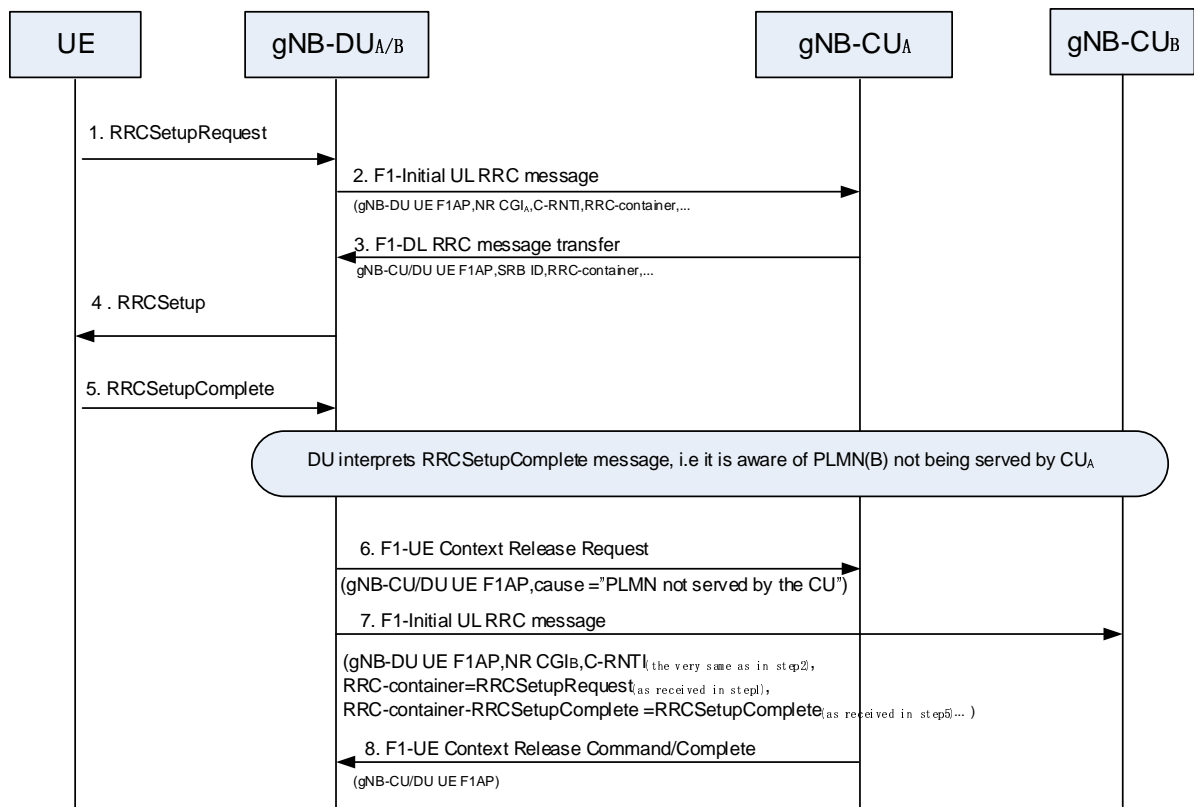 UE
gNB-DUA/B
gNB-CUA
gNB-CUB
1. RRCSetupRequest
2. F1-Initial UL RRC message
(gNB-DU UE F1AP,NR CGIA,C-RNTI,RRC-container,...
3. F1-DL RRC message transfer
gNB-CU/DU UE F1AP,SRB ID,RRC-container,...
4 . RRCSetup
5. RRCSetupComplete
DU interprets RRCSetupComplete message, i.e it is aware of PLMN(B) not being served by CUA
6. F1-UE Context Release Request
(gNB-CU/DU UE F1AP,cause ="PLMN not served by the CU")
7. F1-Initial UL RRC message
(gNB-DU UE F1AP,NR CGIB,C-RNTI(the very same as in step2),
RRC-container=RRCSetupRequest(as received in step1),
RRC-container-RRCSetupComplete =RRCSetupComplete(as received in step5)... )
8. F1-UE Context Release Command/Complete
(gNB-CU/DU UE F1AP)